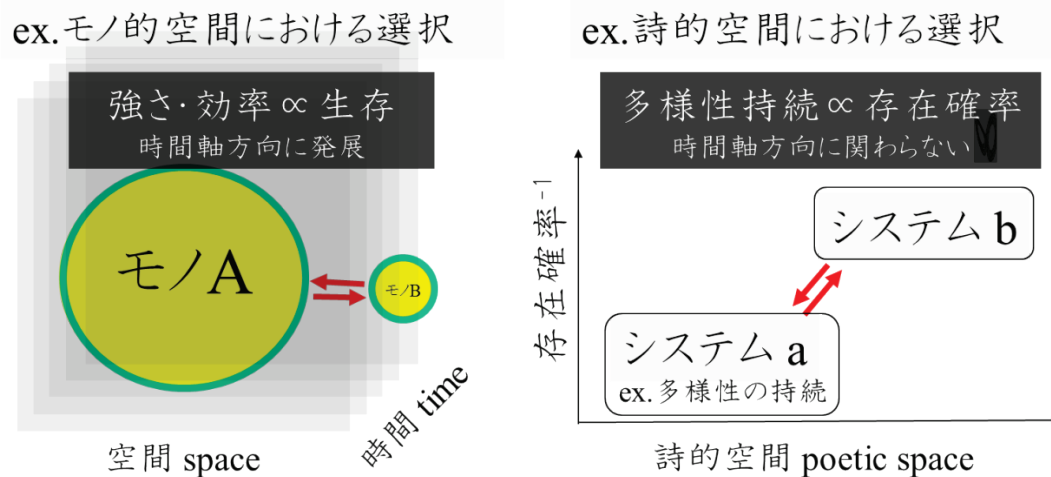 ex.モノ的空間における選択
強さ·効率 ∝ 生存
時間軸方向に発展
モノA
モノB
空間 space
時間 time
ex.詩的空間における選択
多様性持続 ∝ 存在確率
時間軸方向に関わらない
存在確率-1
システム b
システム a
ex.多様性の持続
詩的空間 poetic space